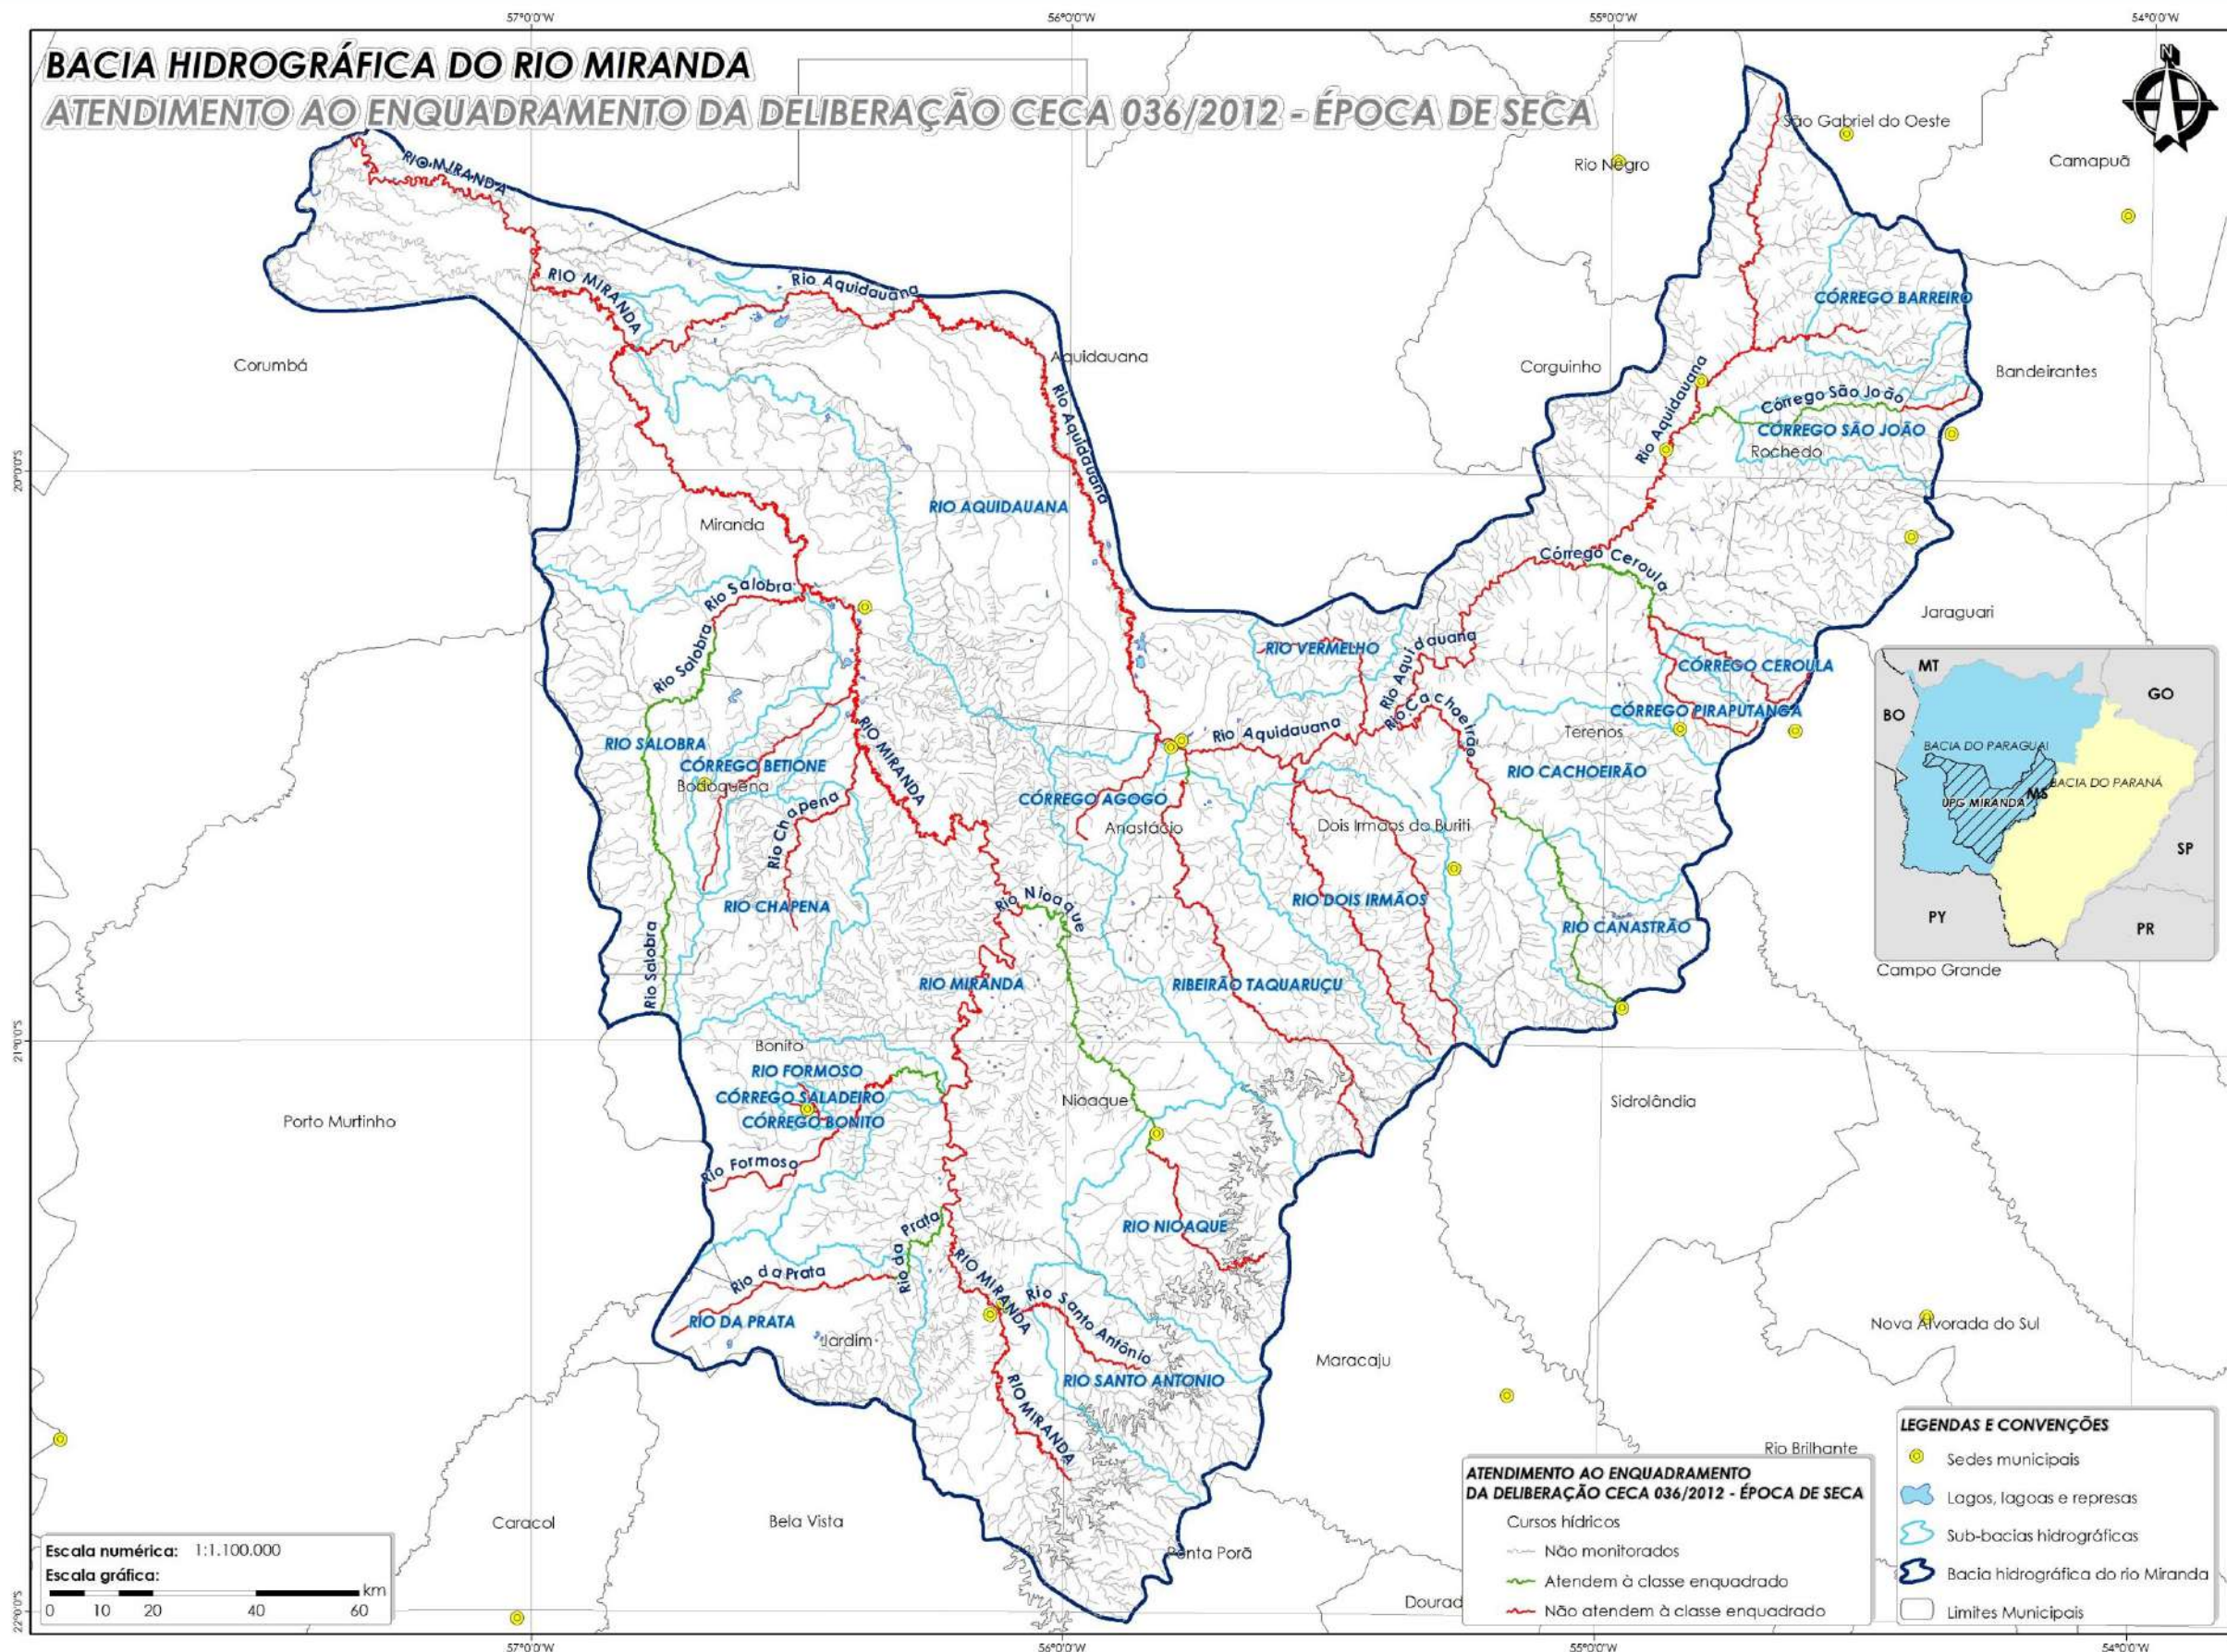 57°0'0"W
56°0'0"W
55°0'0"W
54°0'0"W
BACIA HIDROGRÁFICA DO RIO MIRANDA
ATENDIMENTO AO ENQUADRAMENTO DA DELIBERAÇÃO CECA 036/2012 - ÉPOCA DE SECA
N
São Gabriel do Oeste
Rio Negro
Camapuã
RIO MIRANDA
RIO MIRANDA
Rio Aquidauana
CÓRREGO BARREIRO
Corumbá
Aquidauana
Corguinho
Bandeirantes
Rio Aquidauana
Rio Aquidauana
Córrego São João
CÓRREGO SÃO JOÃO
Rochedo
20°0'0"S
RIO AQUIDAUANA
Miranda
Córrego Ceroula
Rio Salobra
Jaraguari
Rio Salobra
RIO VERMELHO
Rio Aquidauana
CÓRREGO CEROULA
CÓRREGO PIRAPUTANGA
Rio Cachoeirão
Rio Aquidauana
Terenos
RIO SALOBRA
RIO MIRANDA
CÓRREGO BETIONE
Bodoquena
RIO CACHOEIRÃO
Rio Chapena
CÓRREGO AGOGO
Anastácio
Dois Irmãos do Buriti
MT
GO
BO
BACIA DO PARAGUAI
BACIA DO PARANÁ
MS
UPG MIRANDA
SP
PY
PR
Campo Grande
RIO CHAPENA
Rio Nioaque
RIO DOIS IRMÃOS
RIO CANASTRÃO
Rio Salobra
RIO MIRANDA
RIBEIRÃO TAQUARUÇU
21°0'0"S
Bonito
RIO FORMOSO
CÓRREGO SALADEIRO
CÓRREGO BONITO
Nioaque
Sidrolândia
Porto Murtinho
Rio Formoso
Rio da Prata
RIO NIOAQUE
Rio da Prata
RIO MIRANDA
Rio Santo Antônio
RIO DA PRATA
Jardim
Nova Alvorada do Sul
Maracaju
RIO SANTO ANTONIO
RIO MIRANDA
Rio Brilhante
Caracol
Bela Vista
Ponta Porã
Dourad
Escala numérica: 1:1.100.000
Escala gráfica:
km
0 10 20 40 60
ATENDIMENTO AO ENQUADRAMENTO
DA DELIBERAÇÃO CECA 036/2012 - ÉPOCA DE SECA
Cursos hídricos
Não monitorados
Atendem à classe enquadrado
Não atendem à classe enquadrado
LEGENDAS E CONVENÇÕES
Sedes municipais
Lagos, lagoas e represas
Sub-bacias hidrográficas
Bacia hidrográfica do rio Miranda
Limites Municipais
22°0'0"S
57°0'0"W
56°0'0"W
55°0'0"W
54°0'0"W